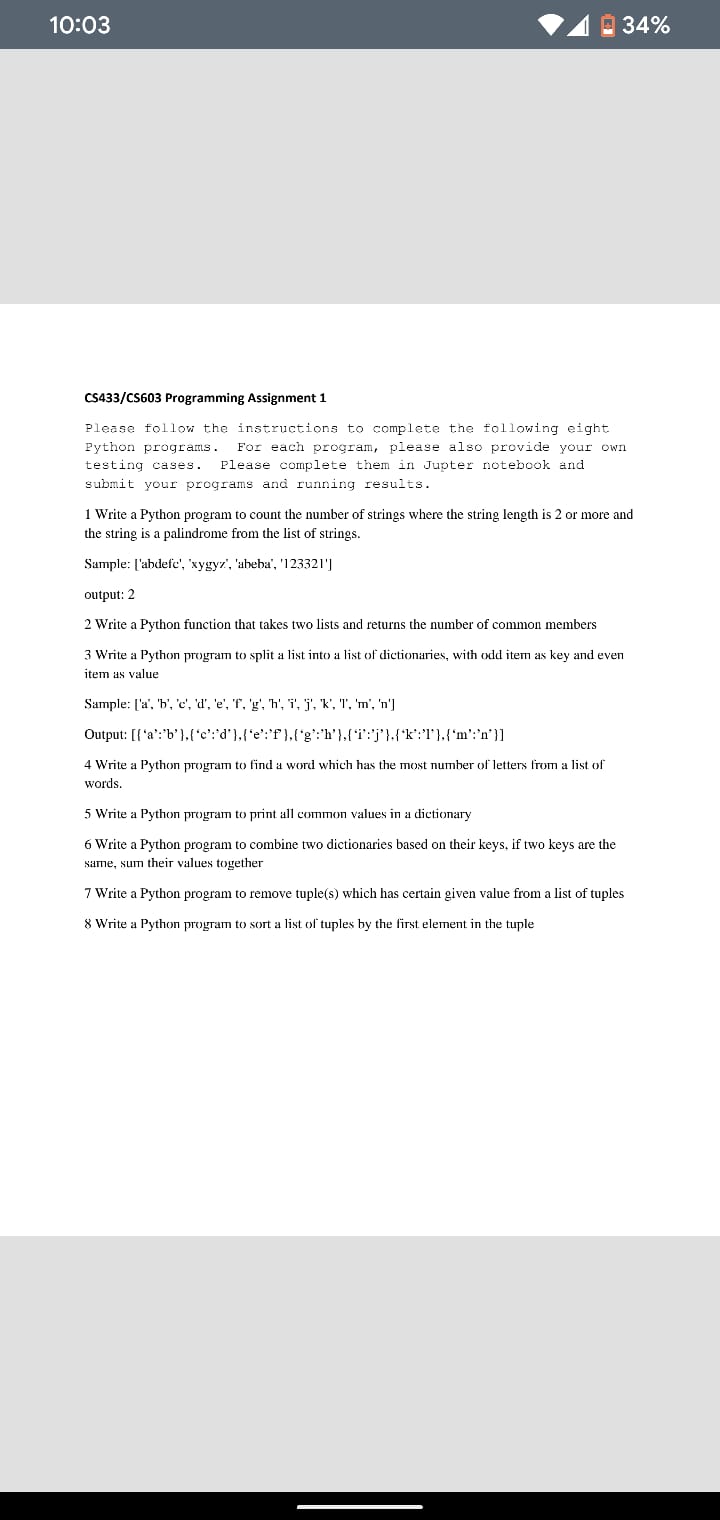 10:03
34%
CS433/CS603 Programming Assignment 1
Please follow the instructions to complete the following eight
Python programs.  For each program, please also provide your own
testing cases.  Please complete them in Jupter notebook and
submit your programs and running results.
1 Write a Python program to count the number of strings where the string length is 2 or more and
the string is a palindrome from the list of strings.
Sample: ['abdefc', 'xygyz', 'abeba', '123321']
output: 2
2 Write a Python function that takes two lists and returns the number of common members
3 Write a Python program to split a list into a list of dictionaries, with odd item as key and even
item as value
Sample: ['a', 'b', 'c', 'd', 'e', 'f', 'g', 'h', 'i', 'j', 'k', 'l', 'm', 'n']
Output: [{‘a’:’b’},{‘c’:’d’},{‘e’:’f’},{‘g’:’h’},{‘i’:’j’},{‘k’:’l’},{‘m’:’n’}]
4 Write a Python program to find a word which has the most number of letters from a list of
words.
5 Write a Python program to print all common values in a dictionary
6 Write a Python program to combine two dictionaries based on their keys, if two keys are the
same, sum their values together
7 Write a Python program to remove tuple(s) which has certain given value from a list of tuples
8 Write a Python program to sort a list of tuples by the first element in the tuple